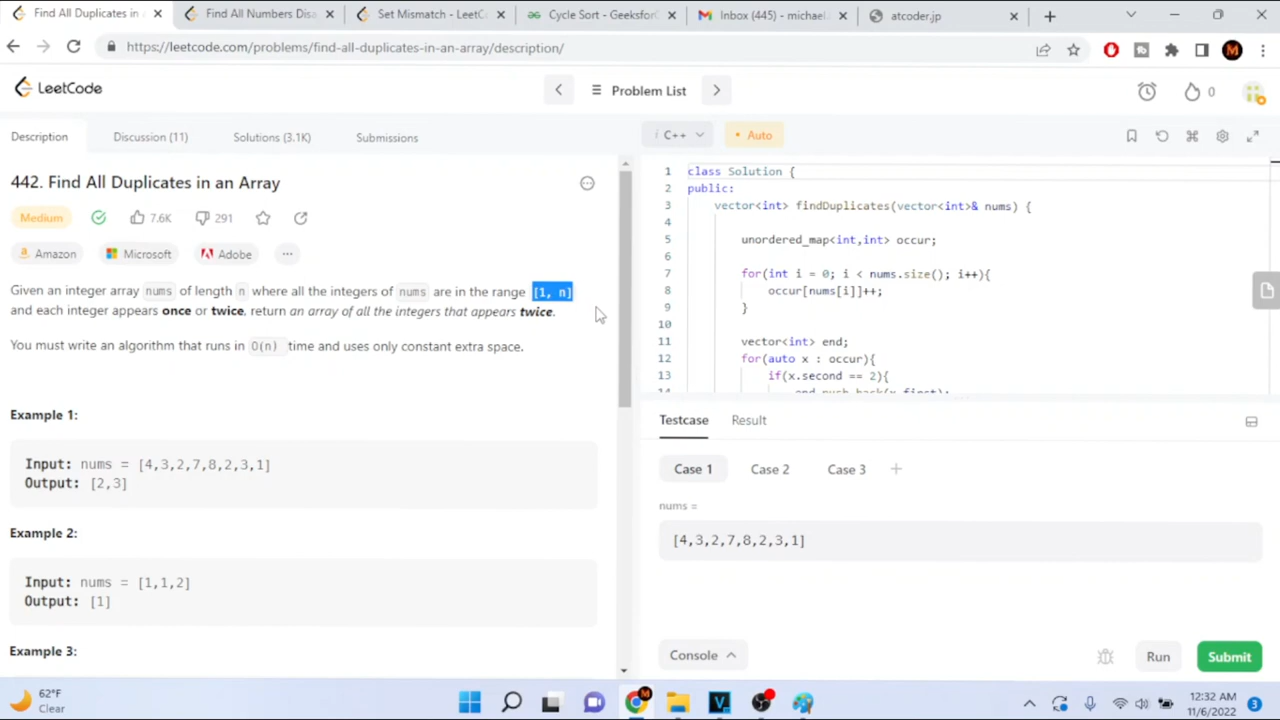 Find All Duplicates in a
Find All Numbers Disa
Set Mismatch - LeetC
Cycle Sort - GeeksforG
Inbox (445) - michael.
atcoder.jp
https://leetcode.com/problems/find-all-duplicates-in-an-array/description/
LeetCode
Problem List
0
Description
Discussion (11)
Solutions (3.1K)
Submissions
i C++
• Auto
442. Find All Duplicates in an Array
Medium
7.6K
291
Amazon
Microsoft
Adobe
Given an integer array nums of length n where all the integers of nums are in the range [1, n]
and each integer appears once or twice, return an array of all the integers that appears twice.
You must write an algorithm that runs in O(n) time and uses only constant extra space.
Example 1:
Input: nums = [4,3,2,7,8,2,3,1]
Output: [2,3]
Example 2:
Input: nums = [1,1,2]
Output: [1]
Example 3:
1 class Solution {
2 public:
3 vector<int> findDuplicates(vector<int>& nums) {
4
5 unordered_map<int,int> occur;
6
7 for(int i = 0; i < nums.size(); i++){
8 occur[nums[i]]++;
9 }
10
11 vector<int> end;
12 for(auto x : occur){
13 if(x.second == 2){
14 end.push_back(x.first);
Testcase
Result
Case 1
Case 2
Case 3
+
nums =
[4,3,2,7,8,2,3,1]
Console
Run
Submit
62°F
Clear
12:32 AM
11/6/2022
3